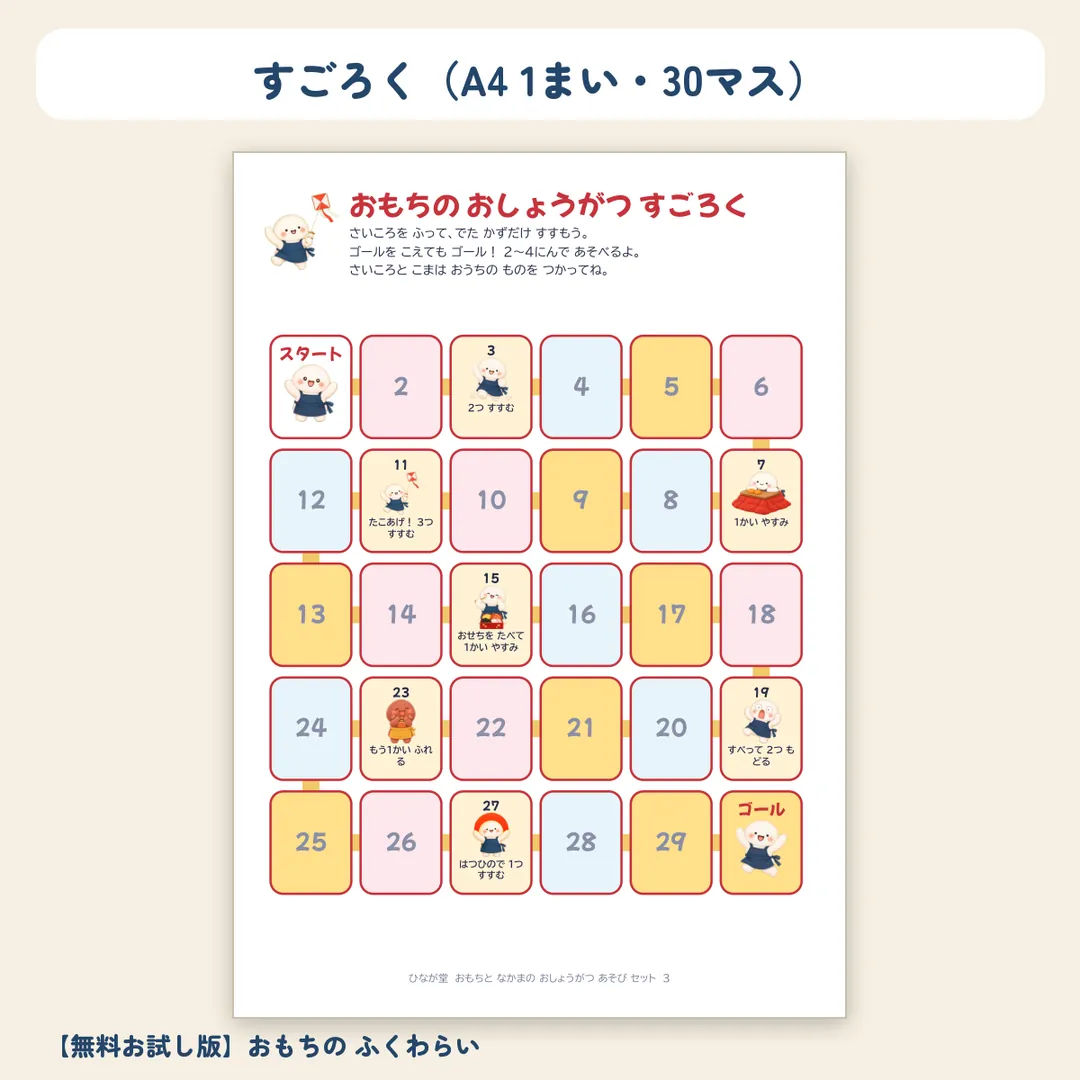 すごろく（A4 1まい・30マス）
おもちの おしょうがつ すごろく
さいころを ふって、でた かずだけ すすもう。
ゴールを こえても ゴール！ 2〜4にんで あそべるよ。
さいころと こまは おうちの ものを つかってね。
スタート
2
3
2つ すすむ
4
5
6
12
11
たこあげ！ 3つ
すすむ
10
9
8
7
1かい やすみ
13
14
15
おせちを たべて
1かい やすみ
16
17
18
24
23
もう1かい ふれ
る
22
21
20
19
すべって 2つ も
どる
25
26
27
はつひので 1つ
すすむ
28
29
ゴール
ひなが堂 おもちと なかまの おしょうがつ あそび セット 3
【無料お試し版】おもちの ふくわらい